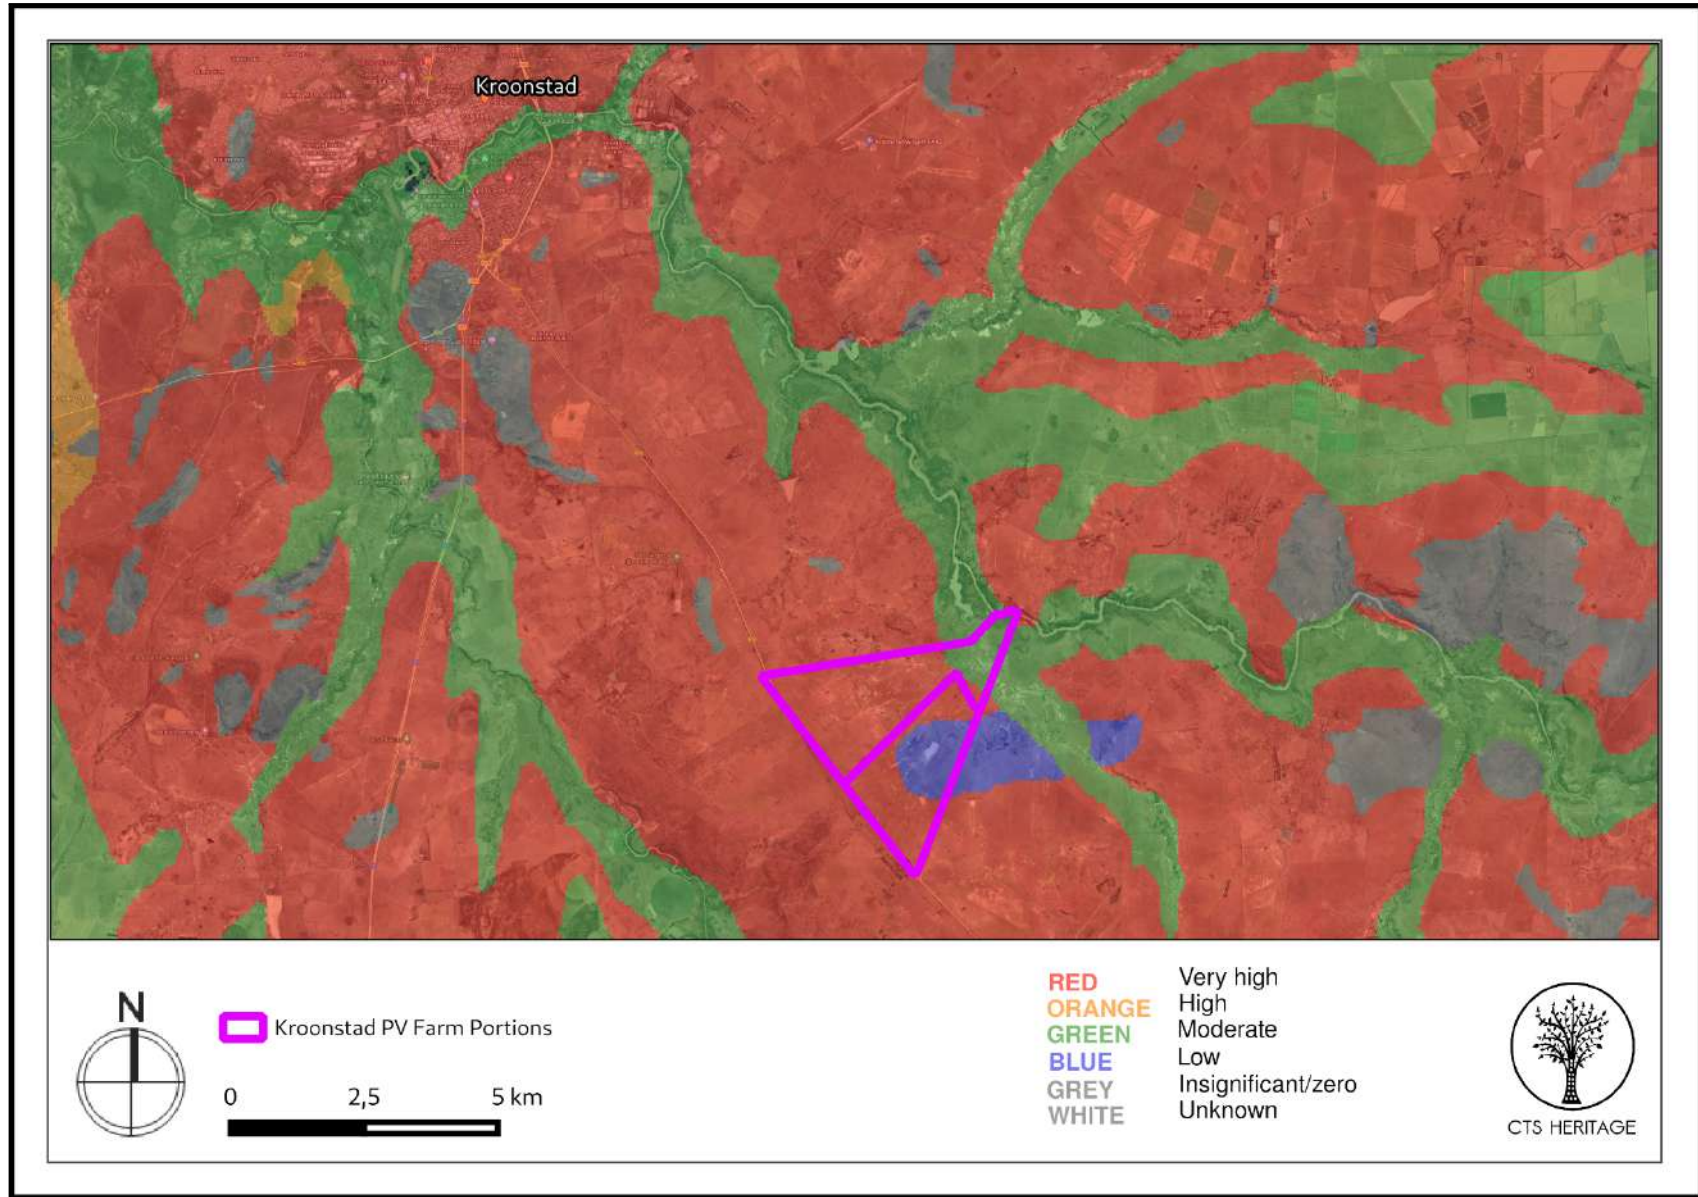 Kroonstad
N
Kroonstad PV Farm Portions
0 2,5 5 km
RED Very high
ORANGE High
GREEN Moderate
BLUE Low
GREY Insignificant/zero
WHITE Unknown
CTS HERITAGE